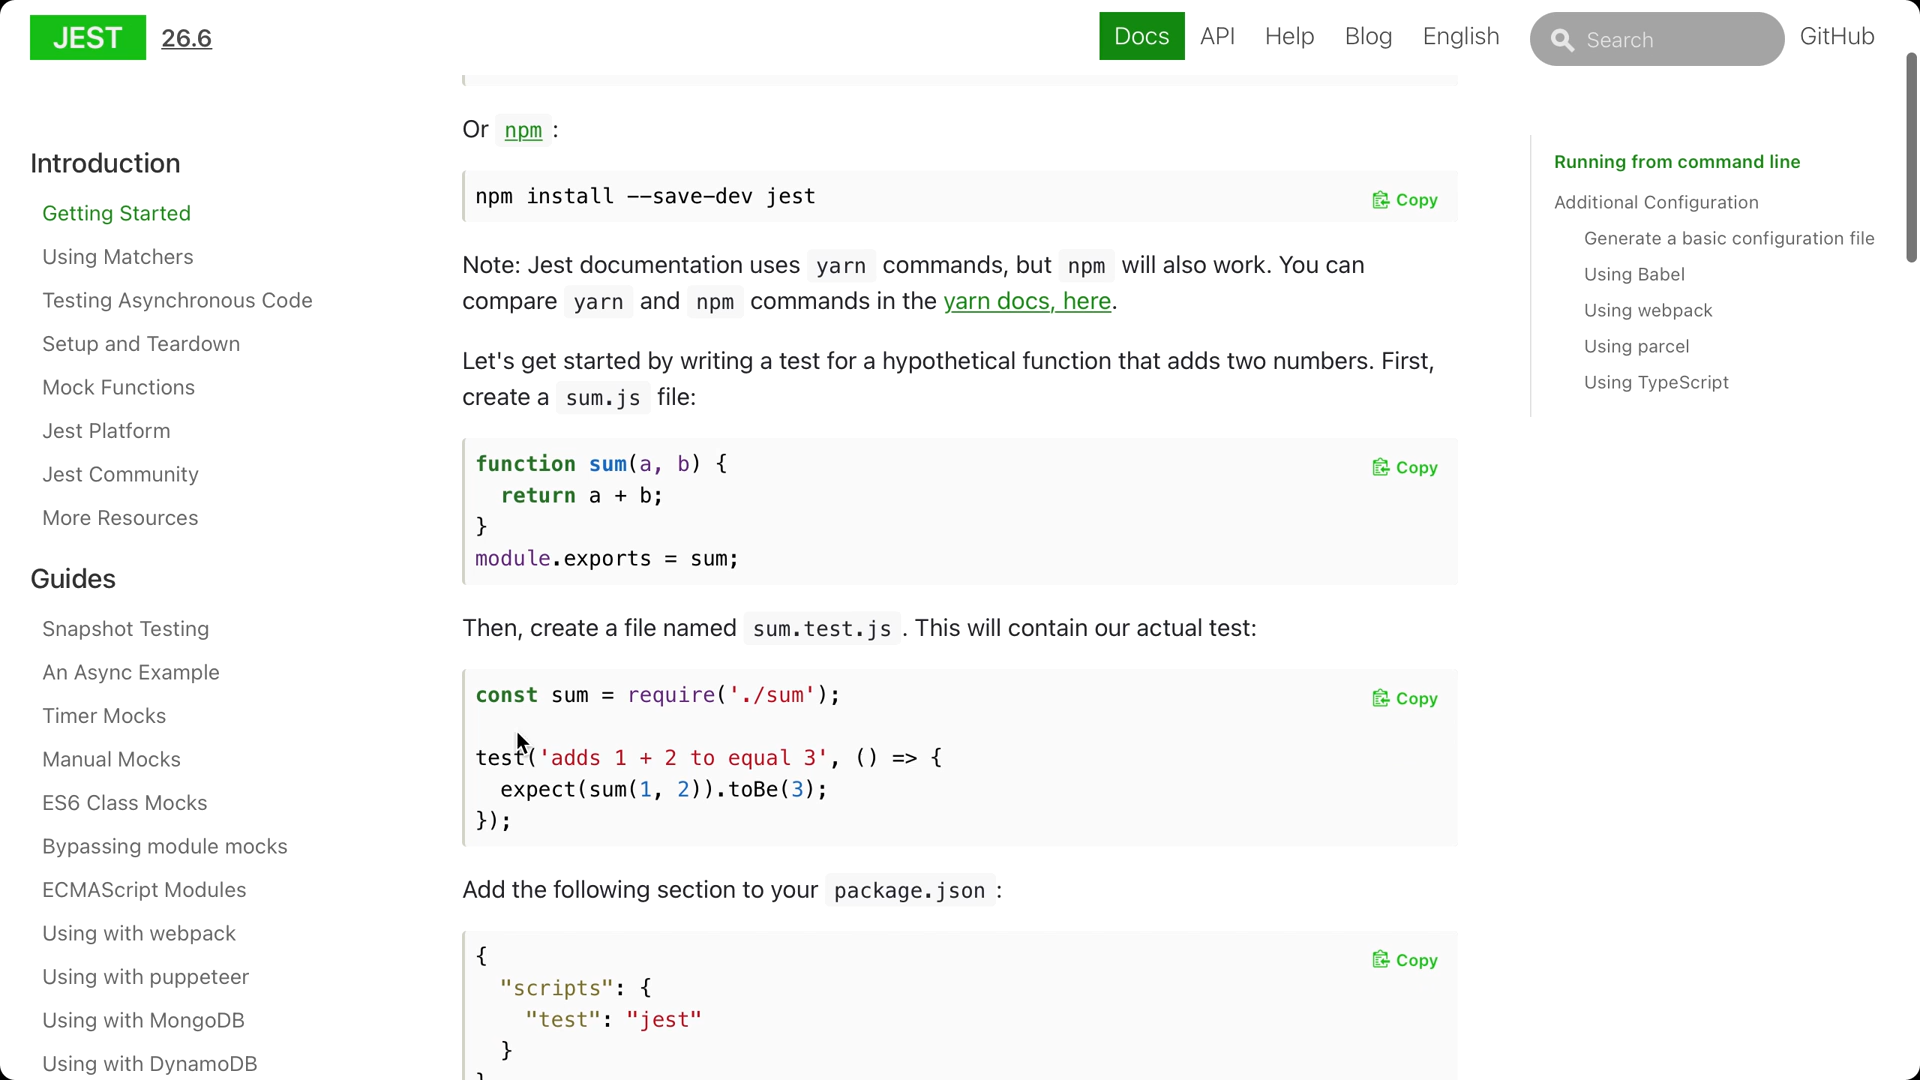 JEST 26.6
Docs API Help Blog English Search GitHub
Introduction
Getting Started
Using Matchers
Testing Asynchronous Code
Setup and Teardown
Mock Functions
Jest Platform
Jest Community
More Resources
Guides
Snapshot Testing
An Async Example
Timer Mocks
Manual Mocks
ES6 Class Mocks
Bypassing module mocks
ECMAScript Modules
Using with webpack
Using with puppeteer
Using with MongoDB
Using with DynamoDB
Or npm :
npm install --save-dev jest
Copy
Note: Jest documentation uses yarn commands, but npm will also work. You can
compare yarn and npm commands in the yarn docs, here.
Let's get started by writing a test for a hypothetical function that adds two numbers. First,
create a sum.js file:
function sum(a, b) {
  return a + b;
}
module.exports = sum;
Copy
Then, create a file named sum.test.js . This will contain our actual test:
const sum = require('./sum');
Copy
test('adds 1 + 2 to equal 3', () => {
  expect(sum(1, 2)).toBe(3);
});
Add the following section to your package.json :
{
  "scripts": {
    "test": "jest"
  }
Copy
Running from command line
Additional Configuration
Generate a basic configuration file
Using Babel
Using webpack
Using parcel
Using TypeScript